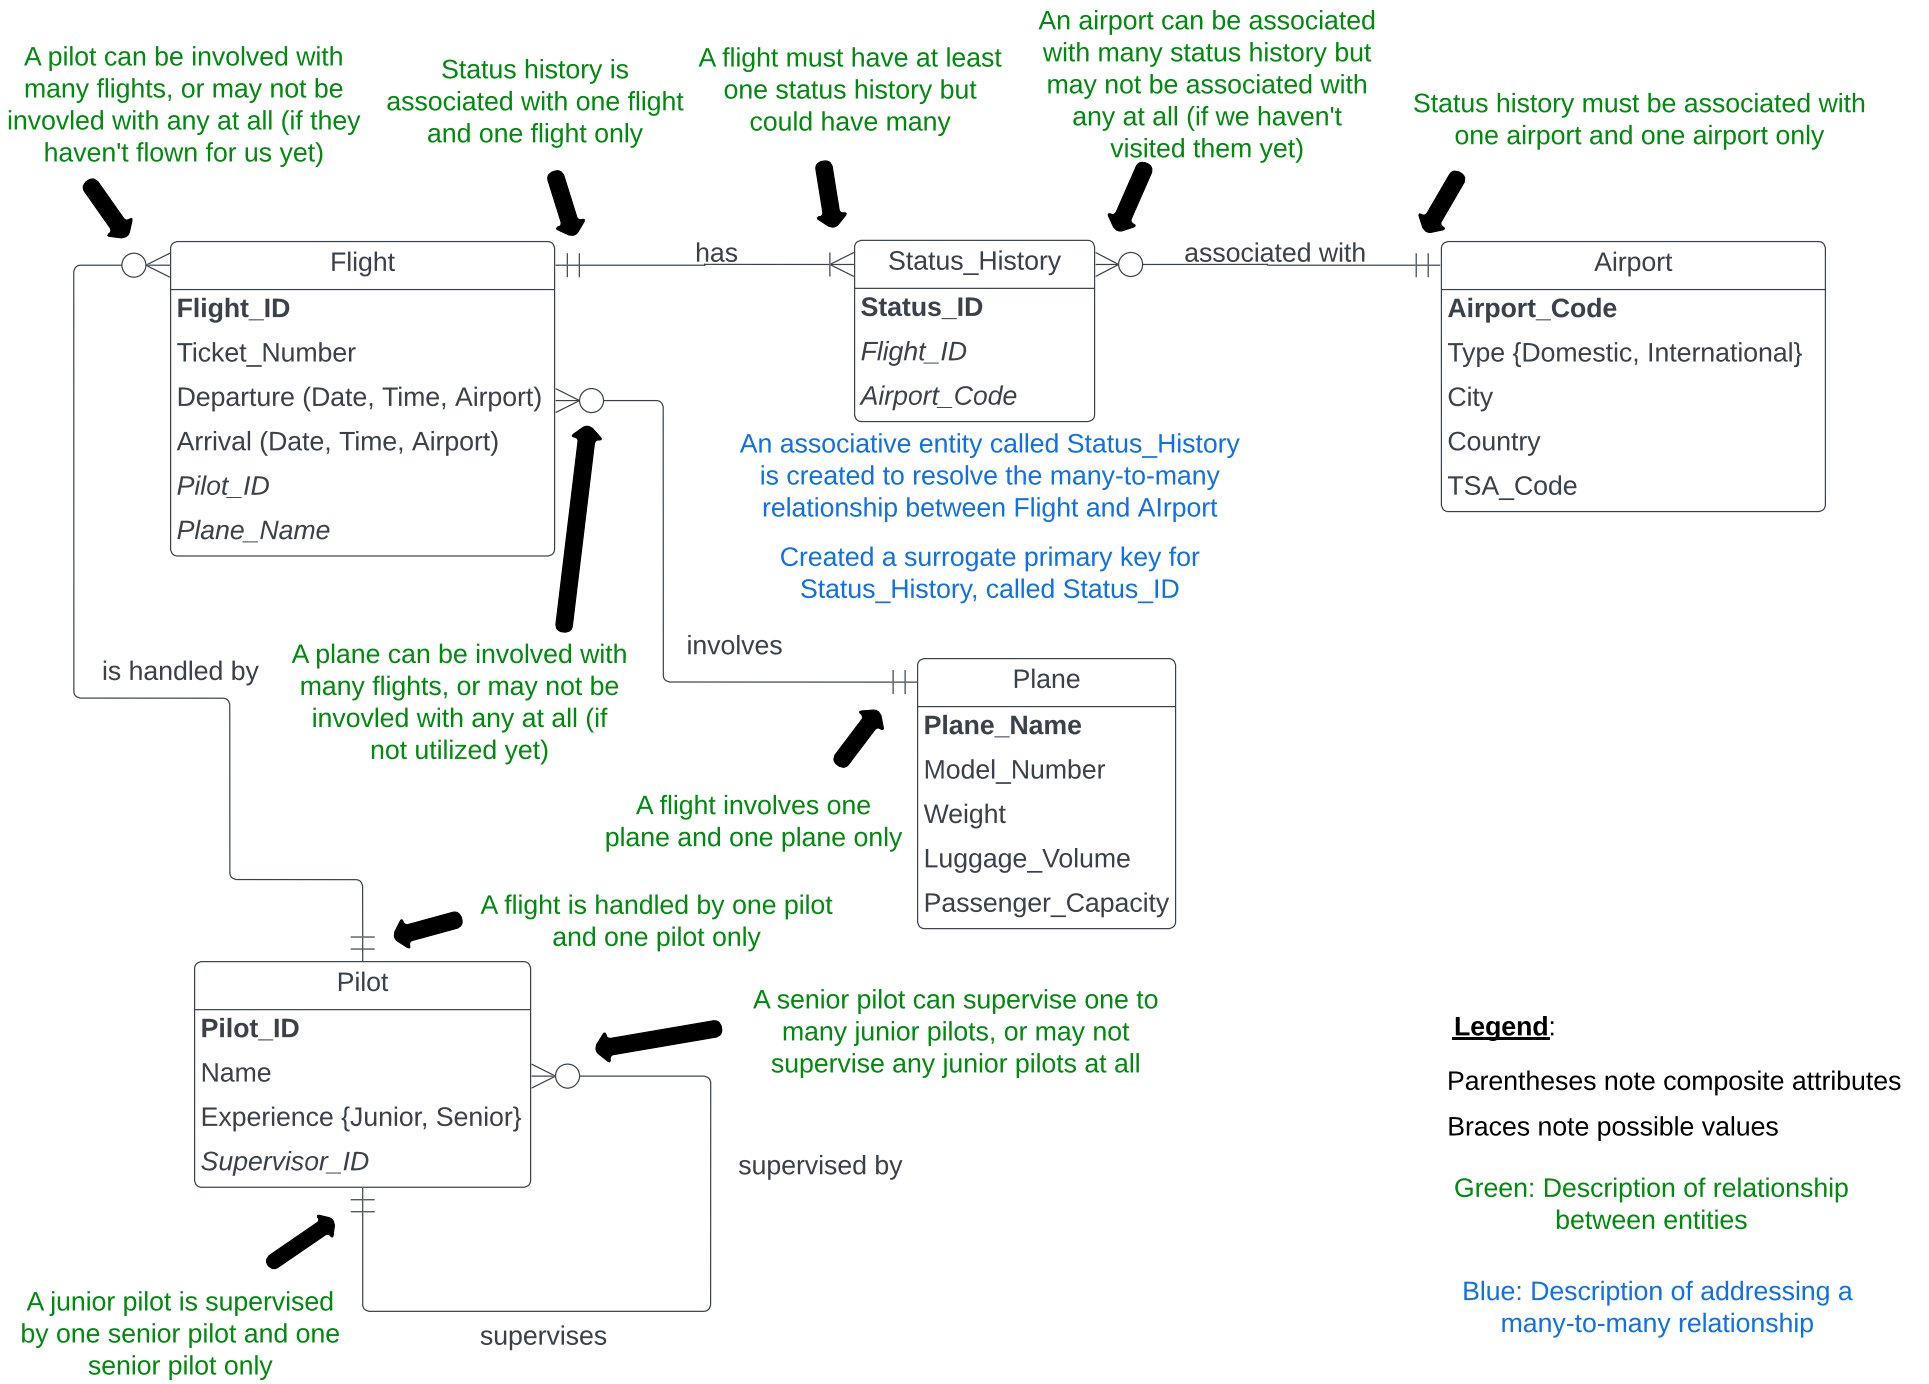 A pilot can be involved with
many flights, or may not be
invovled with any at all (if they
haven't flown for us yet)
Status history is
associated with one flight
and one flight only
A flight must have at least
one status history but
could have many
An airport can be associated
with many status history but
may not be associated with
any at all (if we haven't
visited them yet)
Status history must be associated with
one airport and one airport only
Flight
Flight_ID
Ticket_Number
Departure (Date, Time, Airport)
Arrival (Date, Time, Airport)
Pilot_ID
Plane_Name
has
Status_History
Status_ID
Flight_ID
Airport_Code
associated with
Airport
Airport_Code
Type {Domestic, International}
City
Country
TSA_Code
An associative entity called Status_History
is created to resolve the many-to-many
relationship between Flight and AIrport
Created a surrogate primary key for
Status_History, called Status_ID
is handled by
A plane can be involved with
many flights, or may not be
invovled with any at all (if
not utilized yet)
involves
Plane
Plane_Name
Model_Number
Weight
Luggage_Volume
Passenger_Capacity
A flight involves one
plane and one plane only
A flight is handled by one pilot
and one pilot only
Pilot
Pilot_ID
Name
Experience {Junior, Senior}
Supervisor_ID
A senior pilot can supervise one to
many junior pilots, or may not
supervise any junior pilots at all
supervised by
A junior pilot is supervised
by one senior pilot and one
senior pilot only
supervises
Legend:
Parentheses note composite attributes
Braces note possible values
Green: Description of relationship
between entities
Blue: Description of addressing a
many-to-many relationship